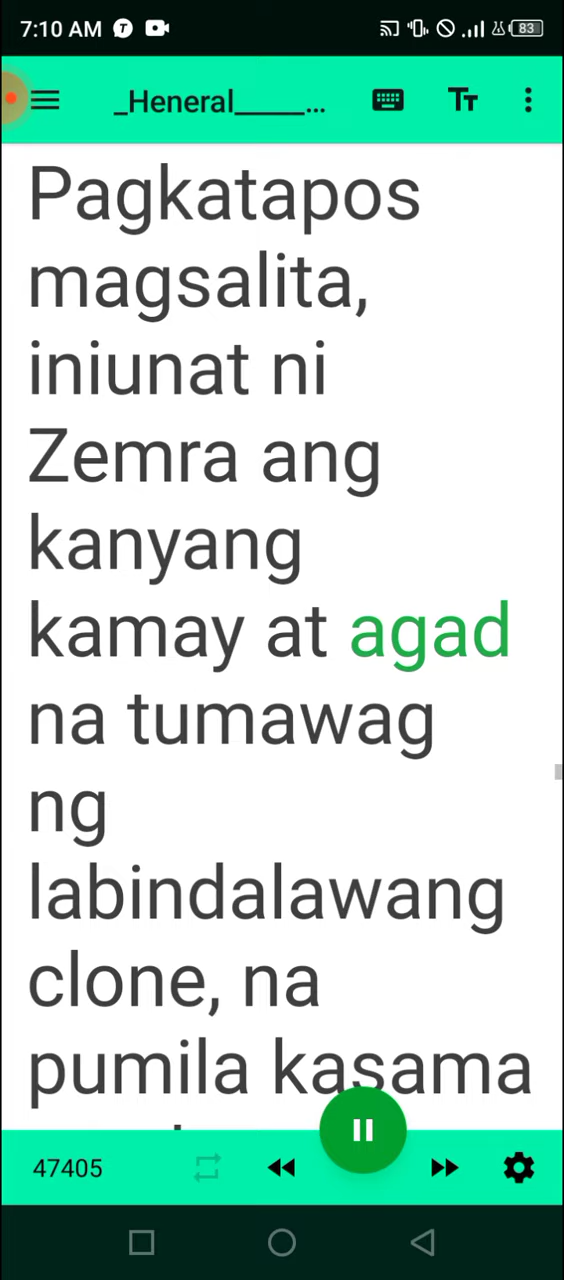 7:10 AM
83
_Heneral_____...
Pagkatapos
magsalita,
iniunat ni
Zemra ang
kanyang
kamay at agad
na tumawag
ng
labindalawang
clone, na
pumila kasama
47405